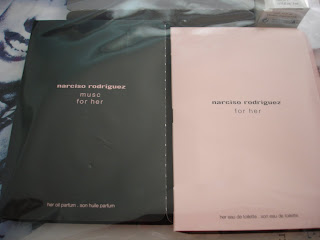 narciso rodriguez
musc
for her
her oil parfum . son huile parfum
narciso rodriguez
for her
her eau de toilette . son eau de toilette